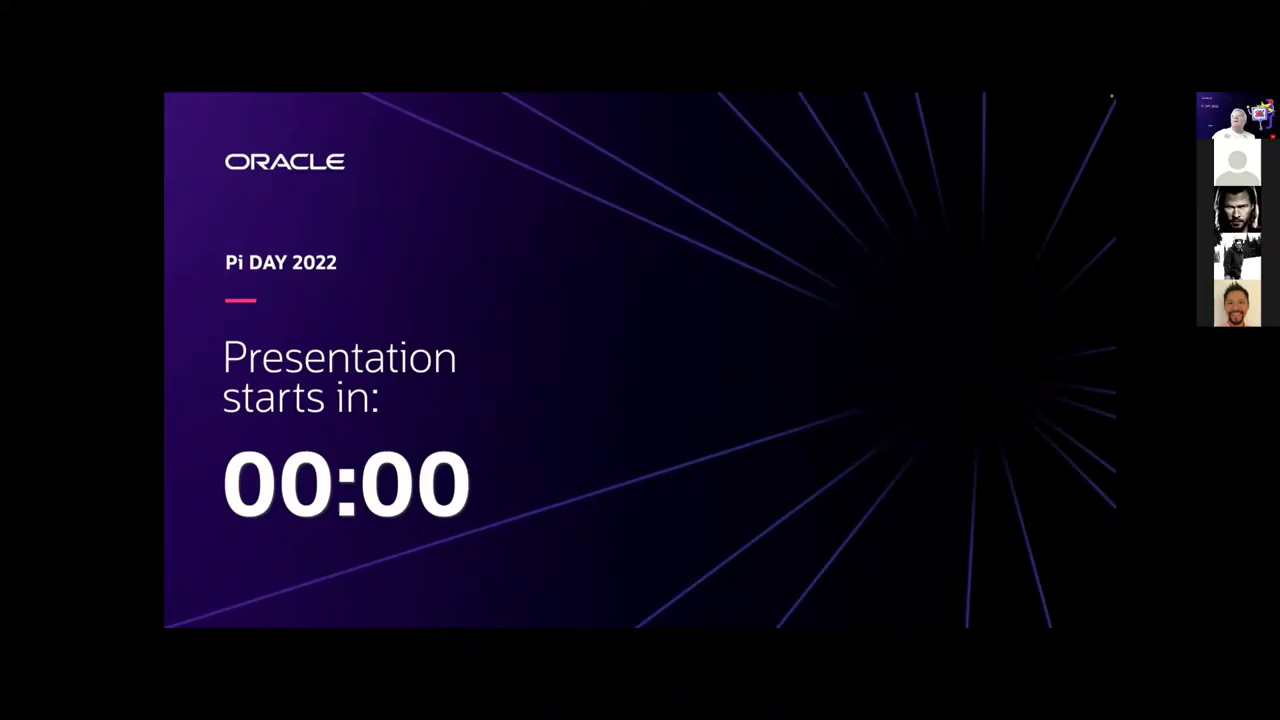 ORACLE
Pi DAY 2022
Presentation
starts in:
00:00